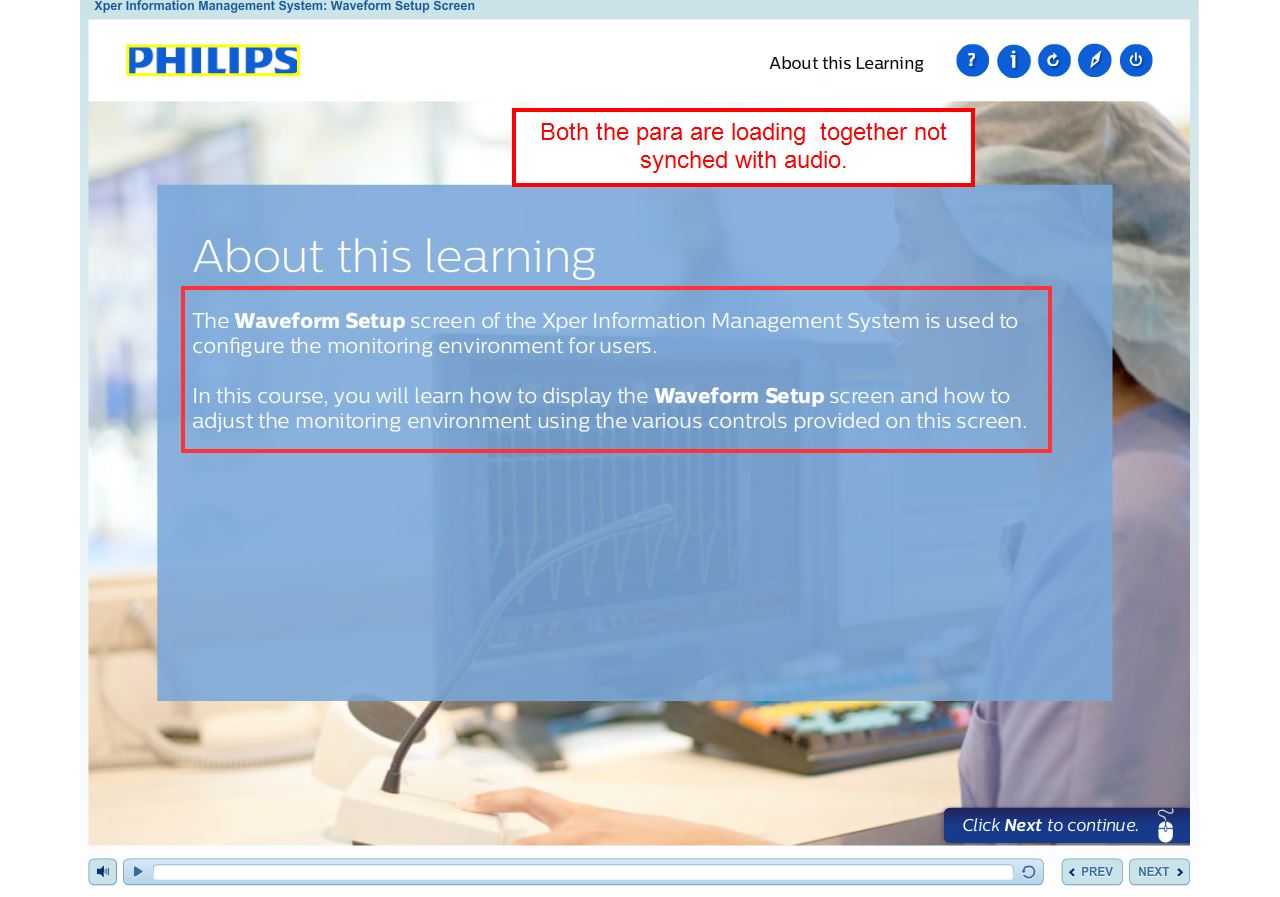 Xper Information Management System: Waveform Setup Screen
PHILIPS
About this Learning
? i
Both the para are loading  together not
synched with audio.
About this learning
The Waveform Setup screen of the Xper Information Management System is used to
configure the monitoring environment for users.
In this course, you will learn how to display the Waveform Setup screen and how to
adjust the monitoring environment using the various controls provided on this screen.
Click Next to continue.
PREV
NEXT